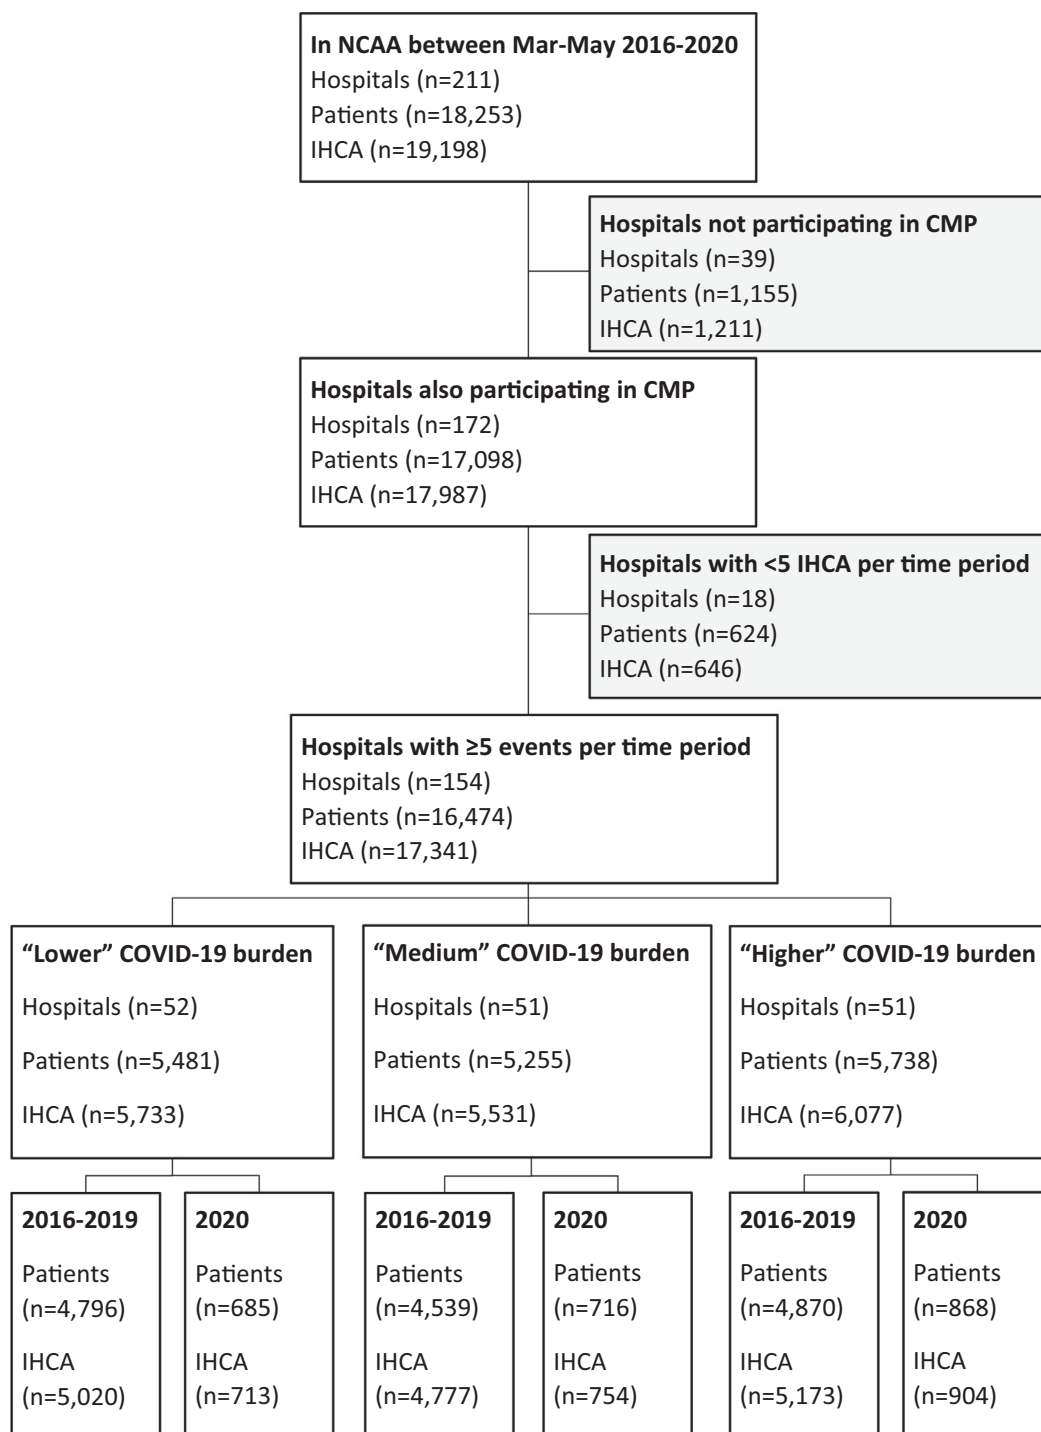 In NCAA between Mar-May 2016-2020
Hospitals (n=211)
Patients (n=18,253)
IHCA (n=19,198)
Hospitals not participating in CMP
Hospitals (n=39)
Patients (n=1,155)
IHCA (n=1,211)
Hospitals also participating in CMP
Hospitals (n=172)
Patients (n=17,098)
IHCA (n=17,987)
Hospitals with <5 IHCA per time period
Hospitals (n=18)
Patients (n=624)
IHCA (n=646)
Hospitals with ≥5 events per time period
Hospitals (n=154)
Patients (n=16,474)
IHCA (n=17,341)
“Lower” COVID-19 burden
Hospitals (n=52)
Patients (n=5,481)
IHCA (n=5,733)
“Medium” COVID-19 burden
Hospitals (n=51)
Patients (n=5,255)
IHCA (n=5,531)
“Higher” COVID-19 burden
Hospitals (n=51)
Patients (n=5,738)
IHCA (n=6,077)
2016-2019
Patients
(n=4,796)
IHCA
(n=5,020)
2020
Patients
(n=685)
IHCA
(n=713)
2016-2019
Patients
(n=4,539)
IHCA
(n=4,777)
2020
Patients
(n=716)
IHCA
(n=754)
2016-2019
Patients
(n=4,870)
IHCA
(n=5,173)
2020
Patients
(n=868)
IHCA
(n=904)